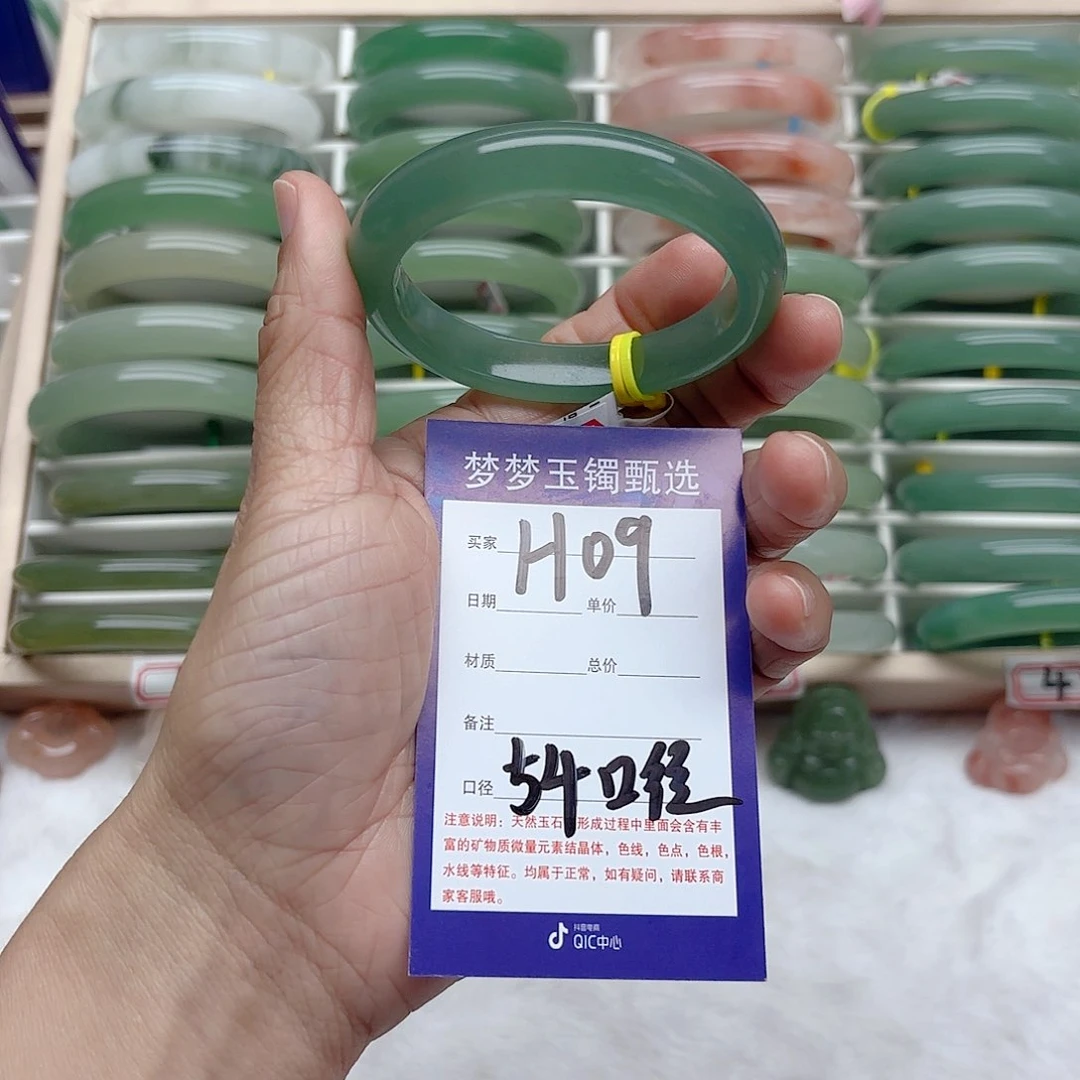 梦梦玉镯甄选
买家 H09
日期 单价
材质 总价
备注
口径 54口径
注意说明：天然玉石 形成过程中里面会含有丰
富的矿物质微量元素结晶体，色线，色点，色根，
水线等特征。均属于正常，如有疑问，请联系商
家客服哦。
抖音电商
QIC中心
4